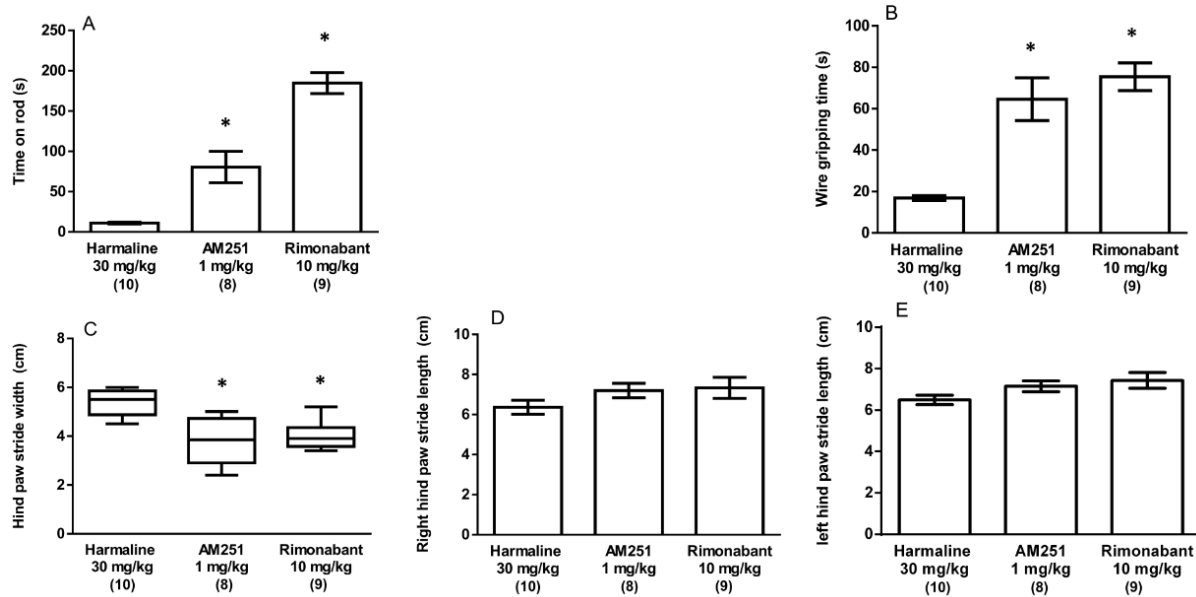 A
Time on rod (s)
250
200
150
100
50
0
*
*
Harmaline
30 mg/kg
(10)
AM251
1 mg/kg
(8)
Rimonabant
10 mg/kg
(9)
B
Wire gripping time (s)
100
80
60
40
20
0
*
*
Harmaline
30 mg/kg
(10)
AM251
1 mg/kg
(8)
Rimonabant
10 mg/kg
(9)
C
Hind paw stride width (cm)
8
6
4
2
0
*
*
Harmaline
30 mg/kg
(10)
AM251
1 mg/kg
(8)
Rimonabant
10 mg/kg
(9)
D
Right hind paw stride length (cm)
10
8
6
4
2
0
Harmaline
30 mg/kg
(10)
AM251
1 mg/kg
(8)
Rimonabant
10 mg/kg
(9)
E
left hind paw stride length (cm)
10
8
6
4
2
0
Harmaline
30 mg/kg
(10)
AM251
1 mg/kg
(8)
Rimonabant
10 mg/kg
(9)